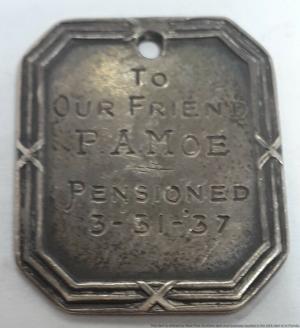 To
Our Friend
P.A. Moe
Pensioned
3-31-37